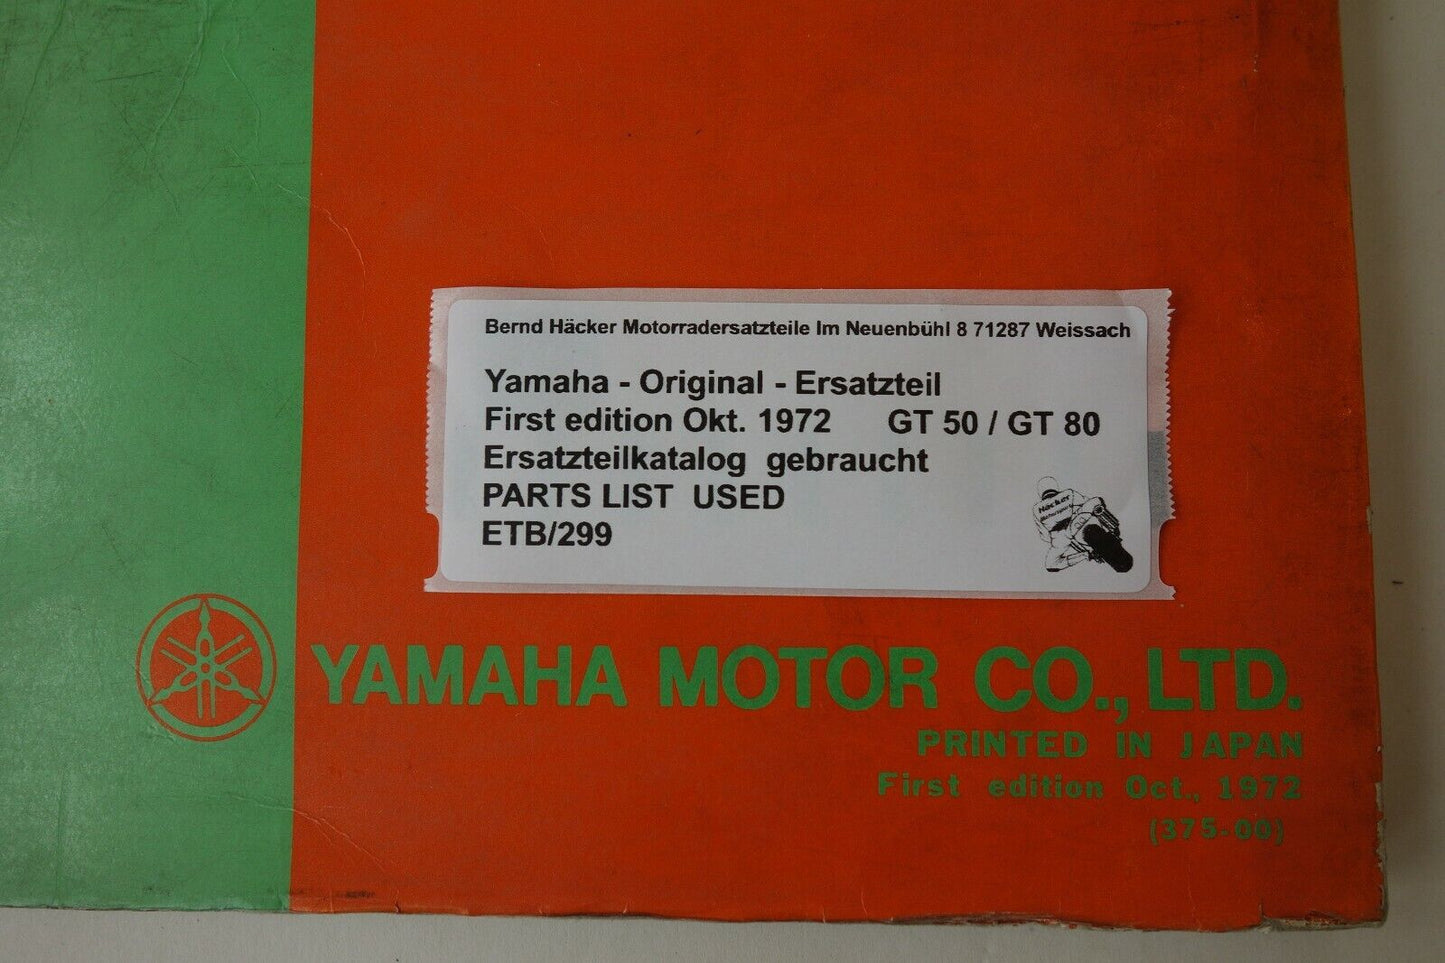 Bernd Häcker Motorradersatzteile Im Neuenbühl 8 71287 Weissach
Yamaha - Original - Ersatzteil
First edition Okt. 1972 GT 50 / GT 80
Ersatzteilkatalog gebraucht
PARTS LIST USED
ETB/299
Häcker
Motorsport
YAMAHA MOTOR CO., LTD.
PRINTED IN JAPAN
First edition Oct., 1972
(375-00)